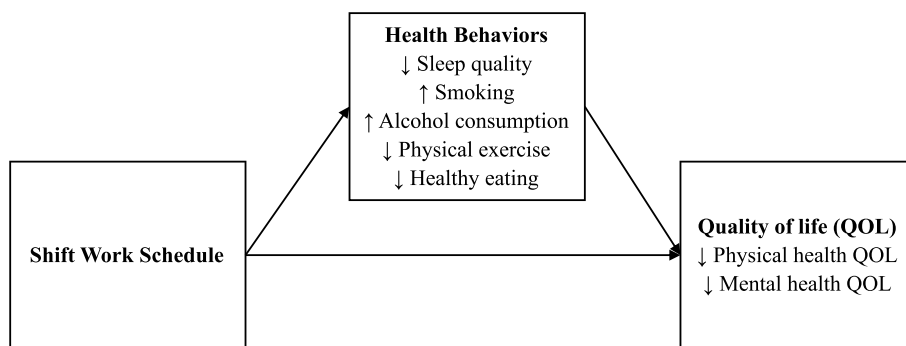 Health Behaviors
↓ Sleep quality
↑ Smoking
↑ Alcohol consumption
↓ Physical exercise
↓ Healthy eating
Shift Work Schedule
Quality of life (QOL)
↓ Physical health QOL
↓ Mental health QOL